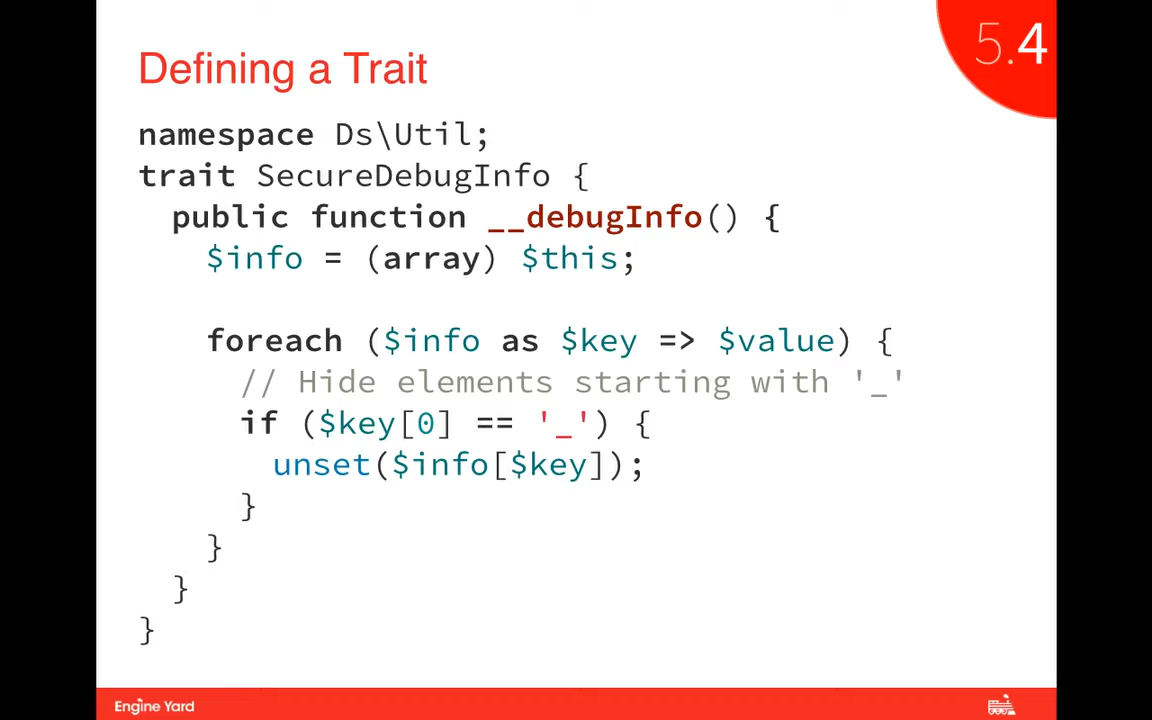 5.4
Defining a Trait
namespace Ds\Util;
trait SecureDebugInfo {
  public function __debugInfo() {
    $info = (array) $this;

    foreach ($info as $key => $value) {
      // Hide elements starting with '_'
      if ($key[0] == '_') {
        unset($info[$key]);
      }
    }
  }
}
Engine Yard